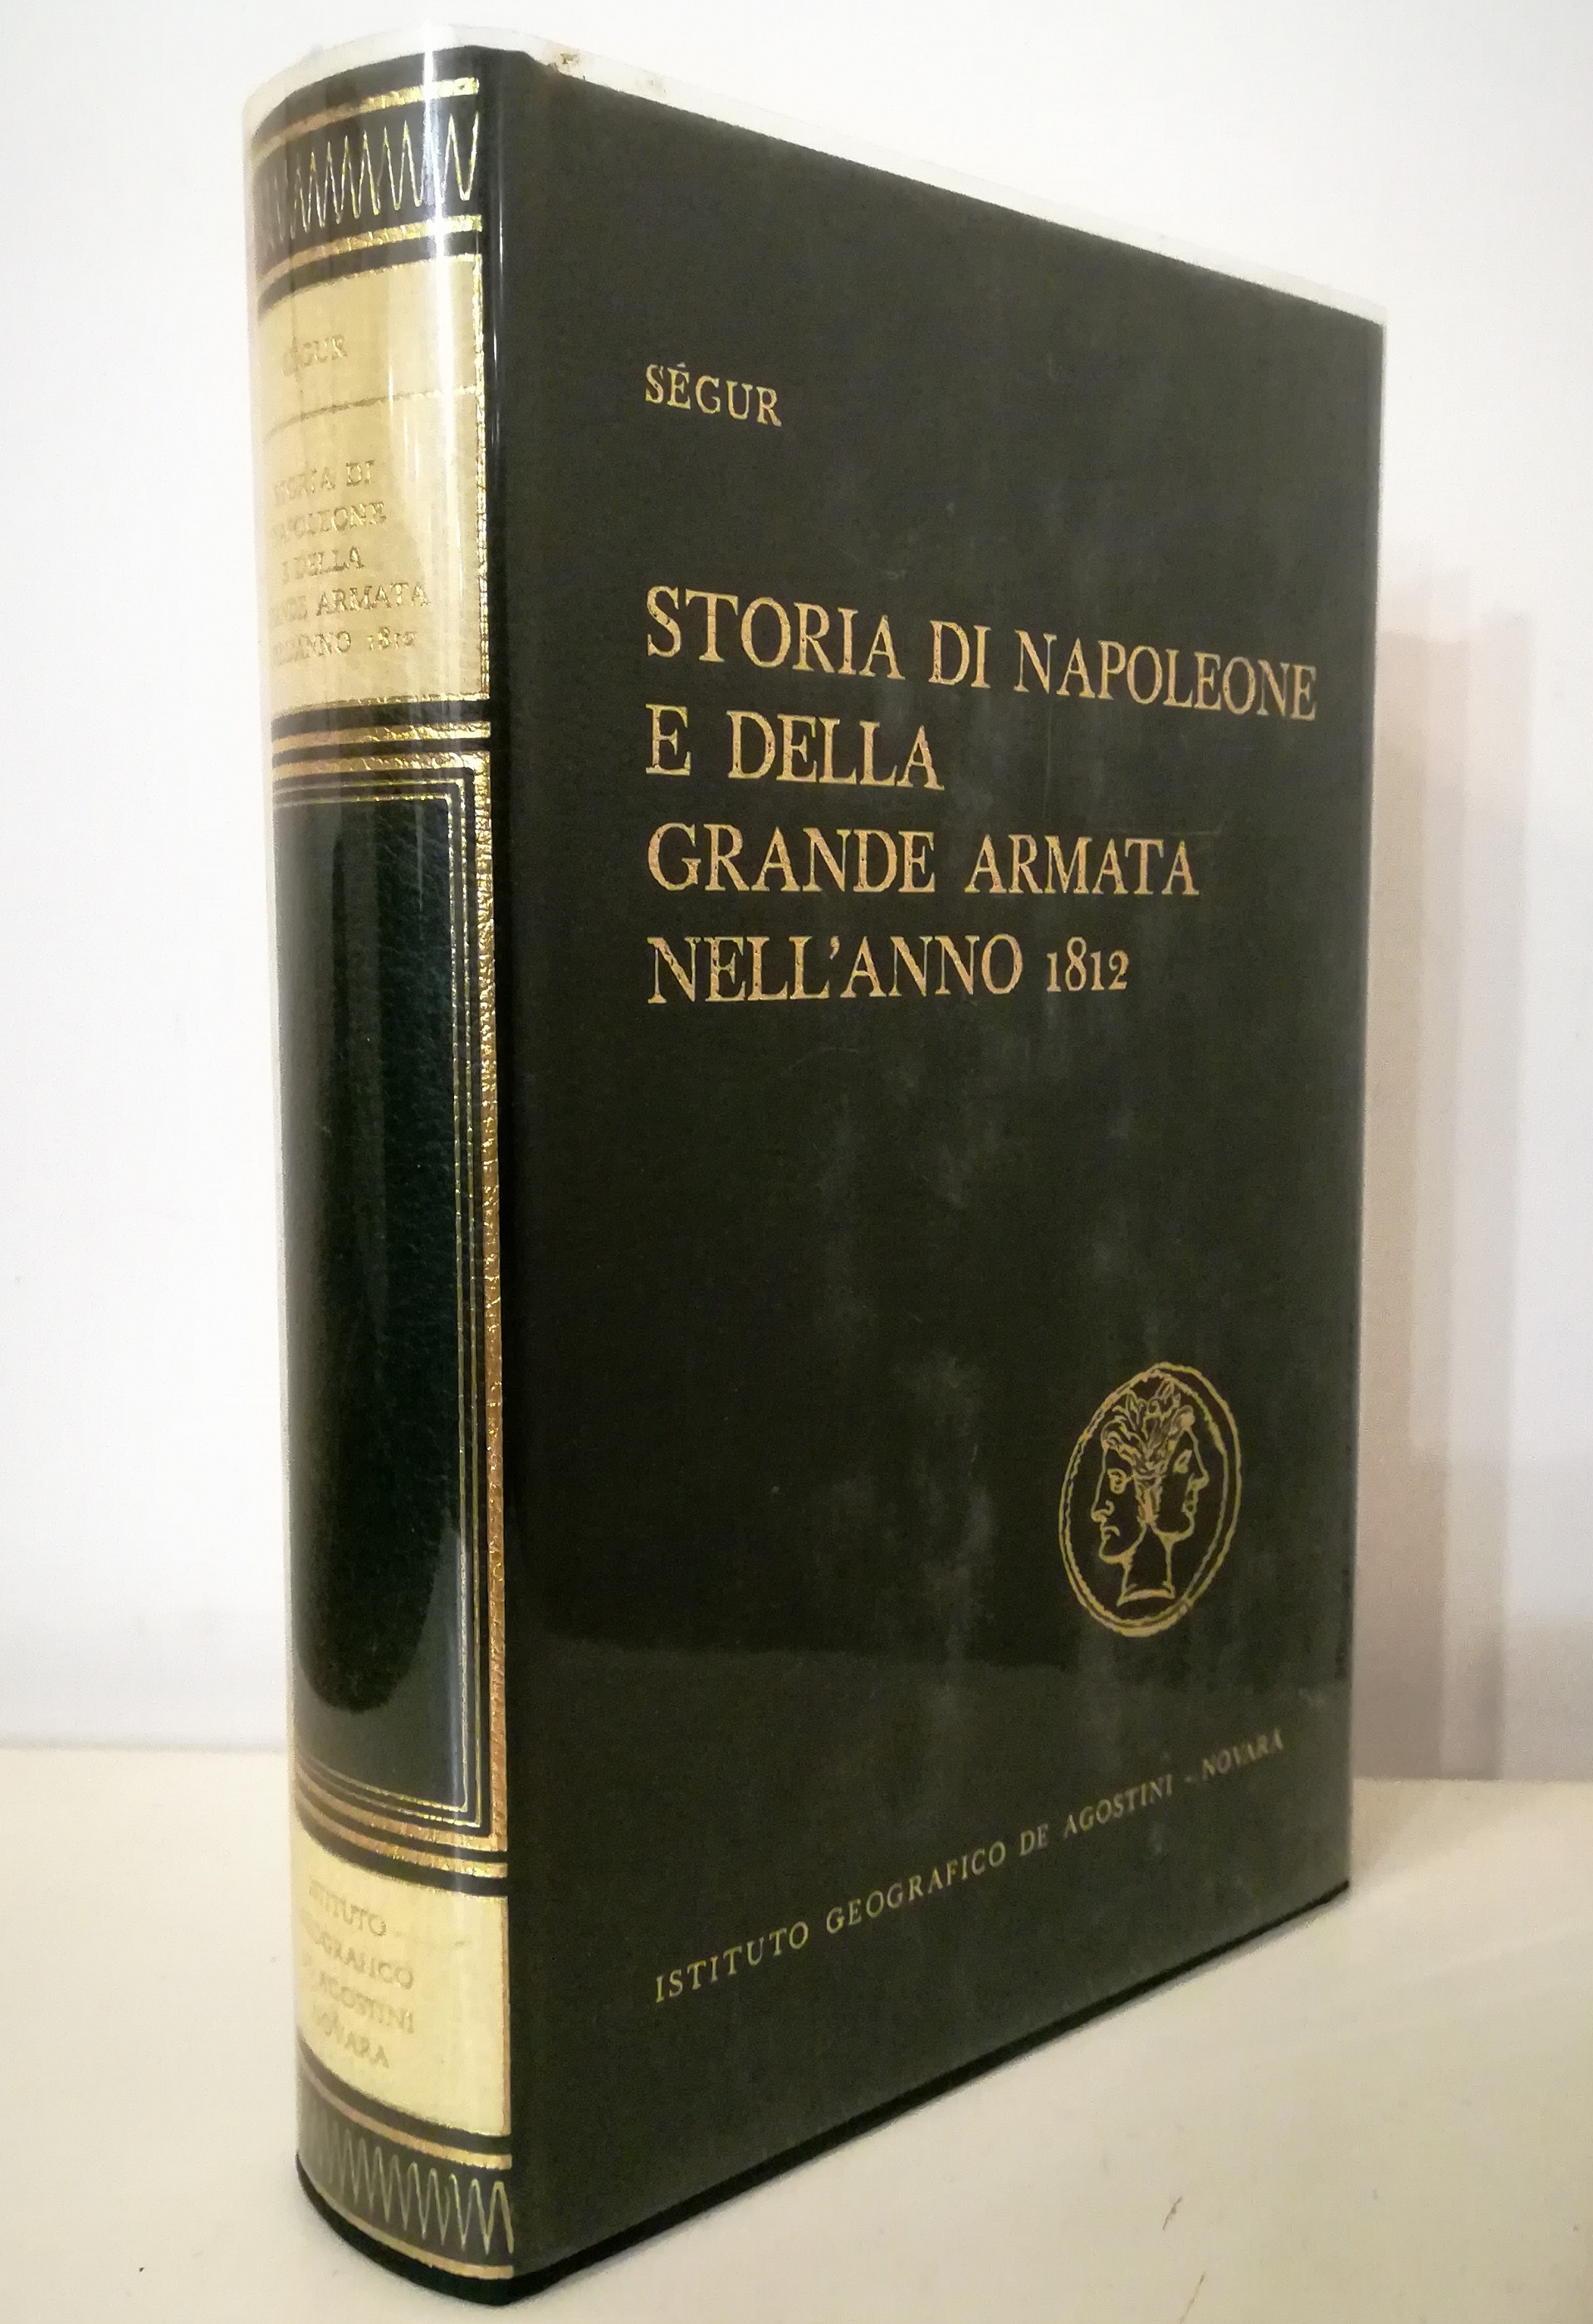 SÉGUR
STORIA DI
NAPOLEONE
E DELLA
GRANDE ARMATA
NELL'ANNO 1812
ISTITUTO
GEOGRAFICO
DE AGOSTINI
NOVARA
SÉGUR
STORIA DI NAPOLEONE
E DELLA
GRANDE ARMATA
NELL'ANNO 1812
ISTITUTO GEOGRAFICO DE AGOSTINI - NOVARA